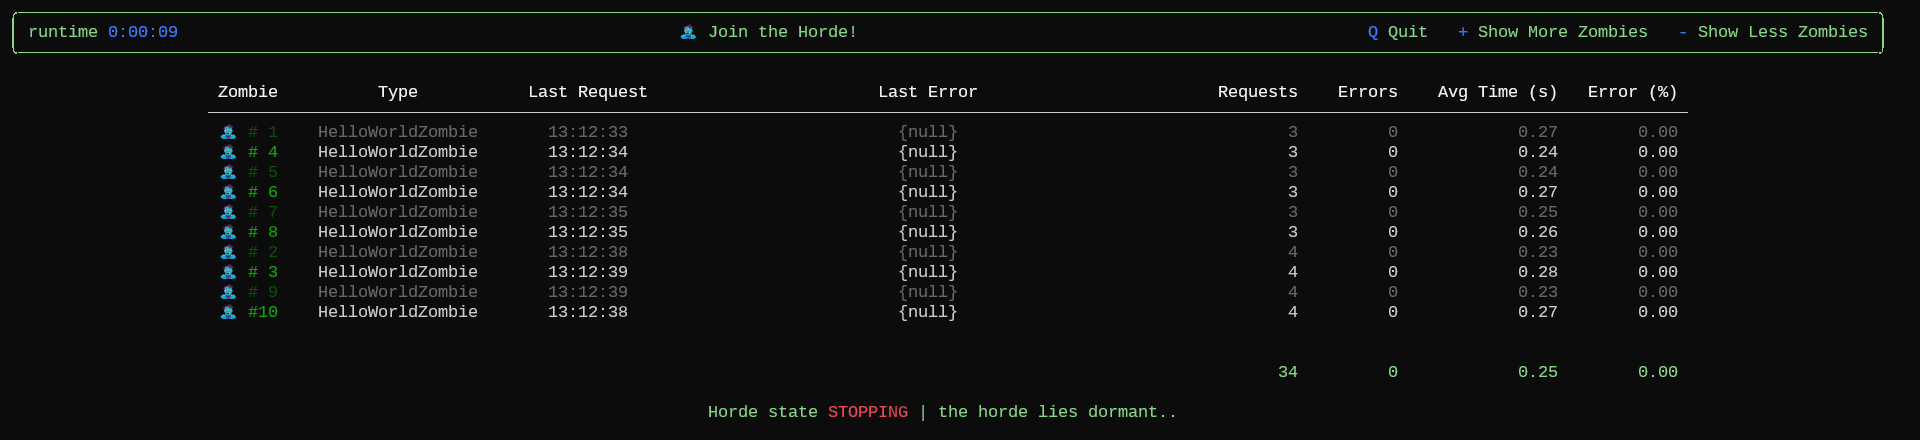 runtime 0:00:09 Join the Horde! Q Quit + Show More Zombies - Show Less Zombies
Zombie Type Last Request Last Error Requests Errors Avg Time (s) Error (%)
# 1 HelloWorldZombie 13:12:33 {null} 3 0 0.27 0.00
# 4 HelloWorldZombie 13:12:34 {null} 3 0 0.24 0.00
# 5 HelloWorldZombie 13:12:34 {null} 3 0 0.24 0.00
# 6 HelloWorldZombie 13:12:34 {null} 3 0 0.27 0.00
# 7 HelloWorldZombie 13:12:35 {null} 3 0 0.25 0.00
# 8 HelloWorldZombie 13:12:35 {null} 3 0 0.26 0.00
# 2 HelloWorldZombie 13:12:38 {null} 4 0 0.23 0.00
# 3 HelloWorldZombie 13:12:39 {null} 4 0 0.28 0.00
# 9 HelloWorldZombie 13:12:39 {null} 4 0 0.23 0.00
#10 HelloWorldZombie 13:12:38 {null} 4 0 0.27 0.00
34 0 0.25 0.00
Horde state STOPPING | the horde lies dormant..